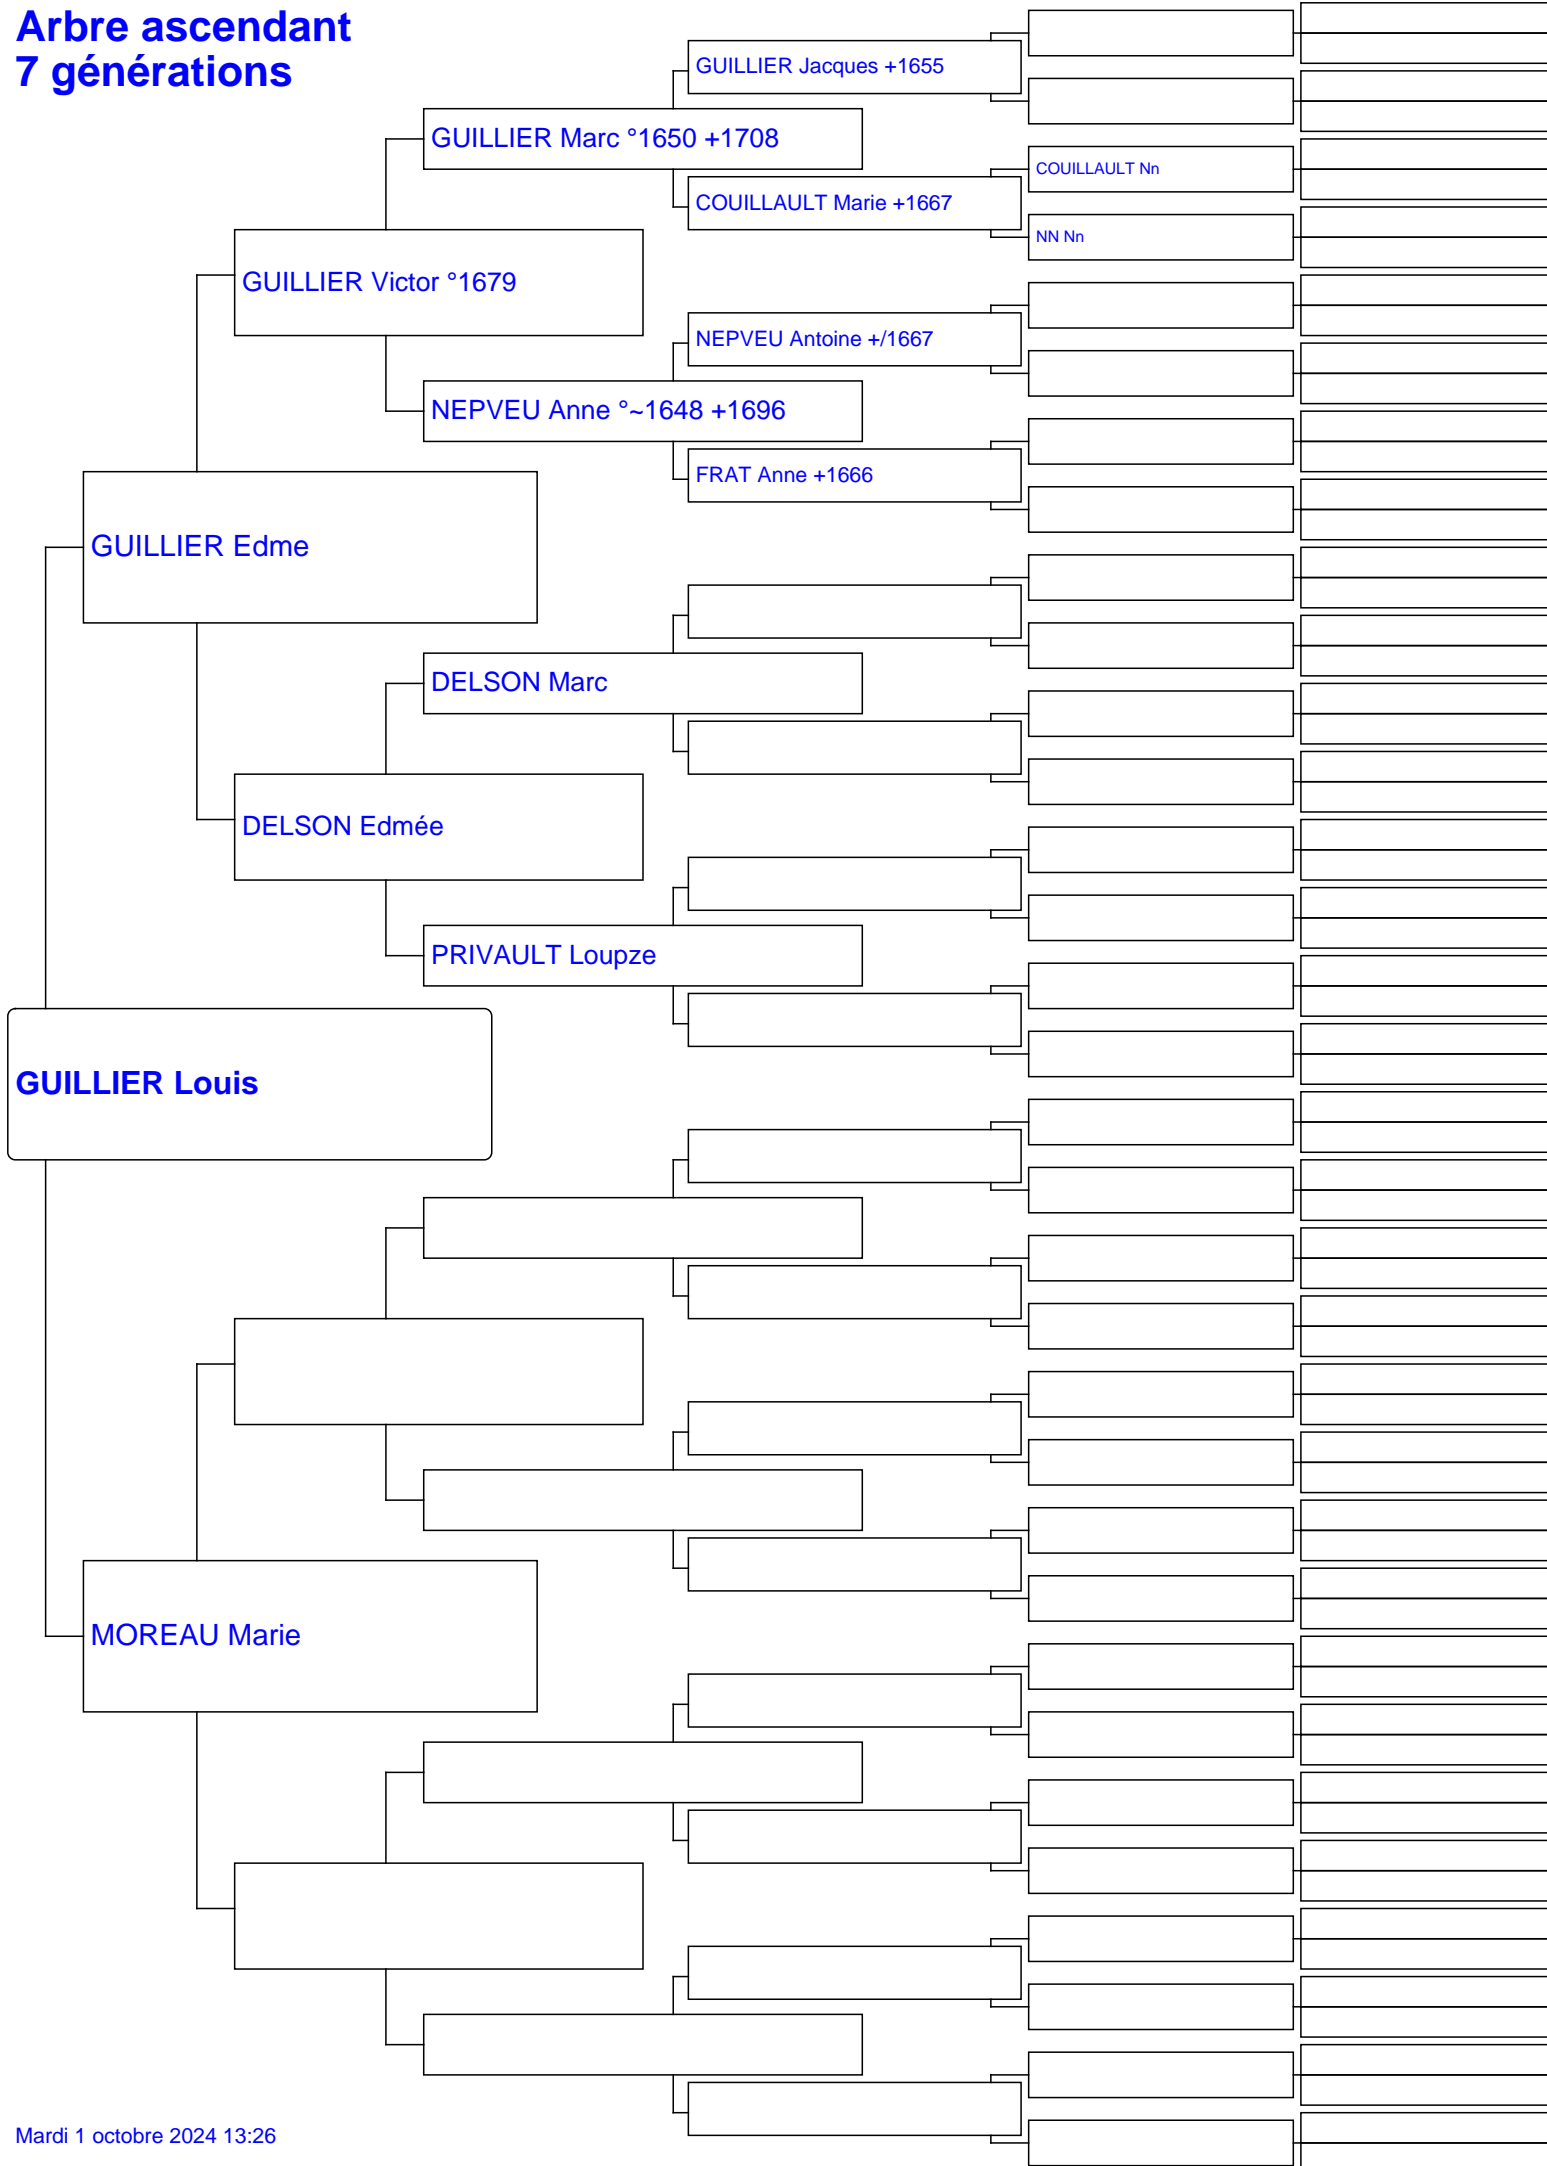 Arbre ascendant
7 générations
GUILLIER Jacques +1655
GUILLIER Marc °1650 +1708
COUILLAULT Nn
COUILLAULT Marie +1667
NN Nn
GUILLIER Victor °1679
NEPVEU Antoine +/1667
NEPVEU Anne °~1648 +1696
FRAT Anne +1666
GUILLIER Edme
DELSON Marc
DELSON Edmée
PRIVAULT Loupze
GUILLIER Louis
MOREAU Marie
Mardi 1 octobre 2024 13:26